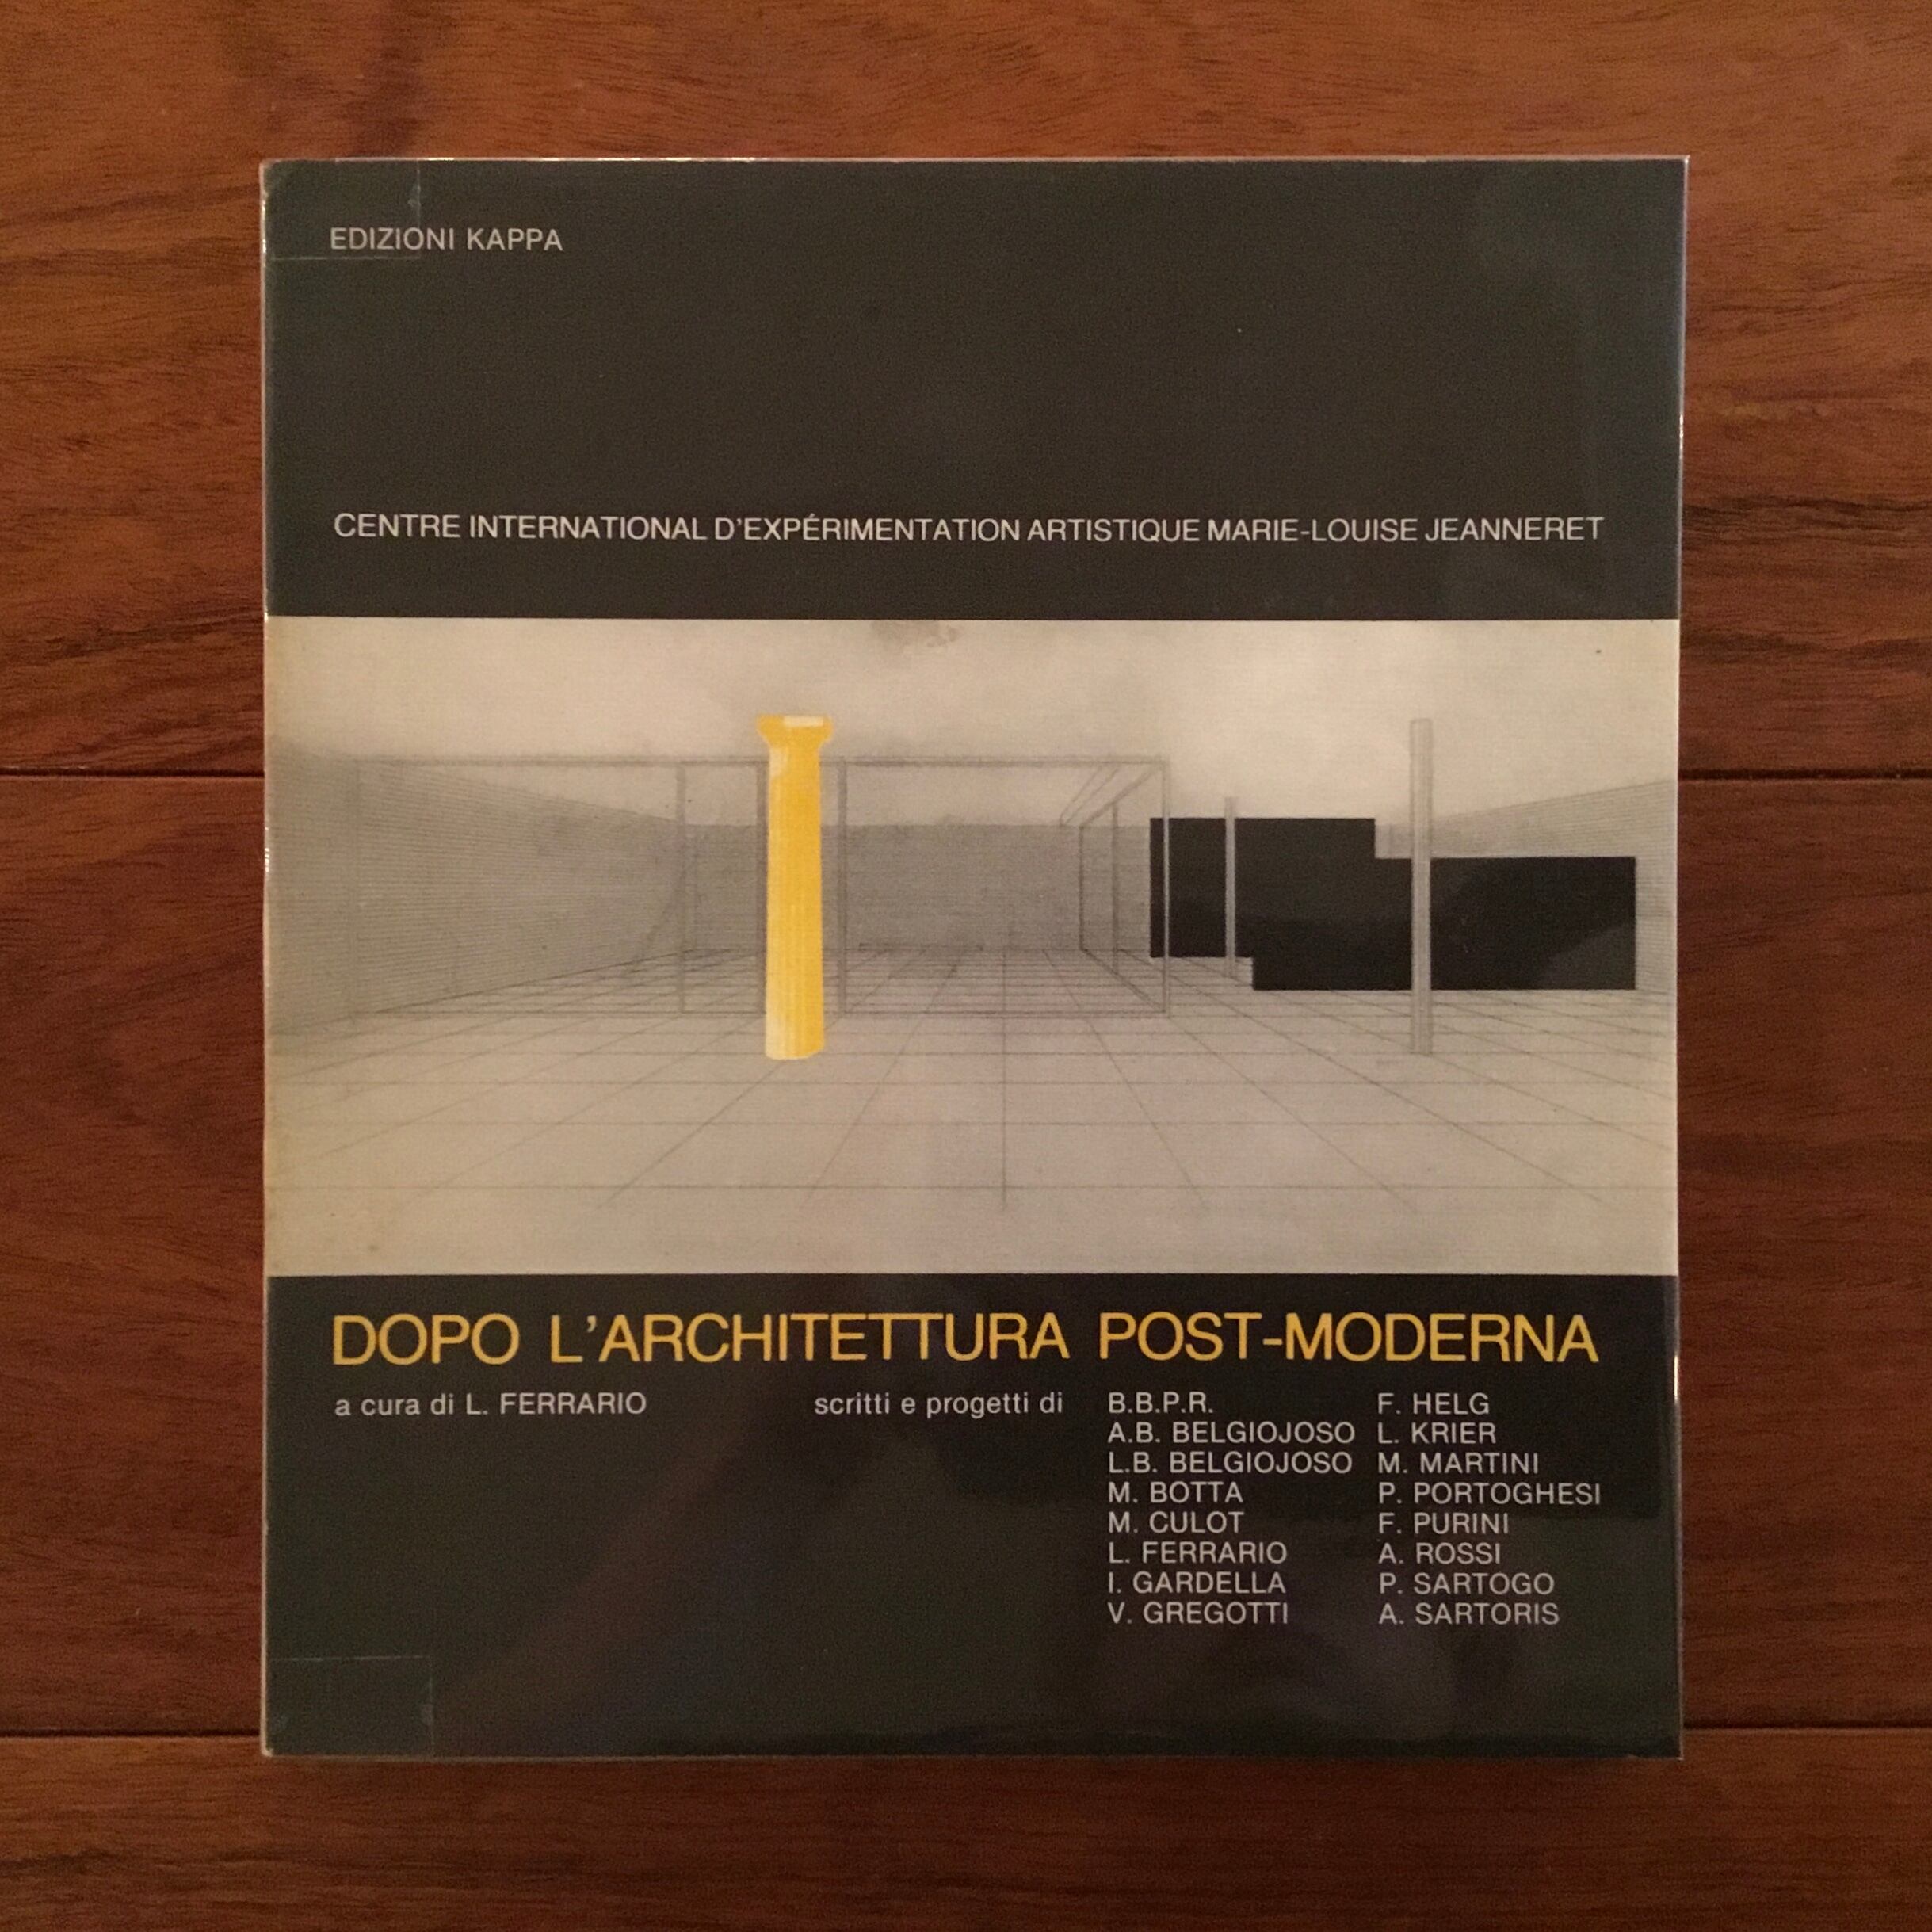 EDIZIONI KAPPA
CENTRE INTERNATIONAL D'EXPÉRIMENTATION ARTISTIQUE MARIE-LOUISE JEANNERET
DOPO L'ARCHITETTURA POST-MODERNA
a cura di L. FERRARIO
scritti e progetti di
B.B.P.R.
A.B. BELGIOJOSO
L.B. BELGIOJOSO
M. BOTTA
M. CULOT
L. FERRARIO
I. GARDELLA
V. GREGOTTI
F. HELG
L. KRIER
M. MARTINI
P. PORTOGHESI
F. PURINI
A. ROSSI
P. SARTOGO
A. SARTORIS